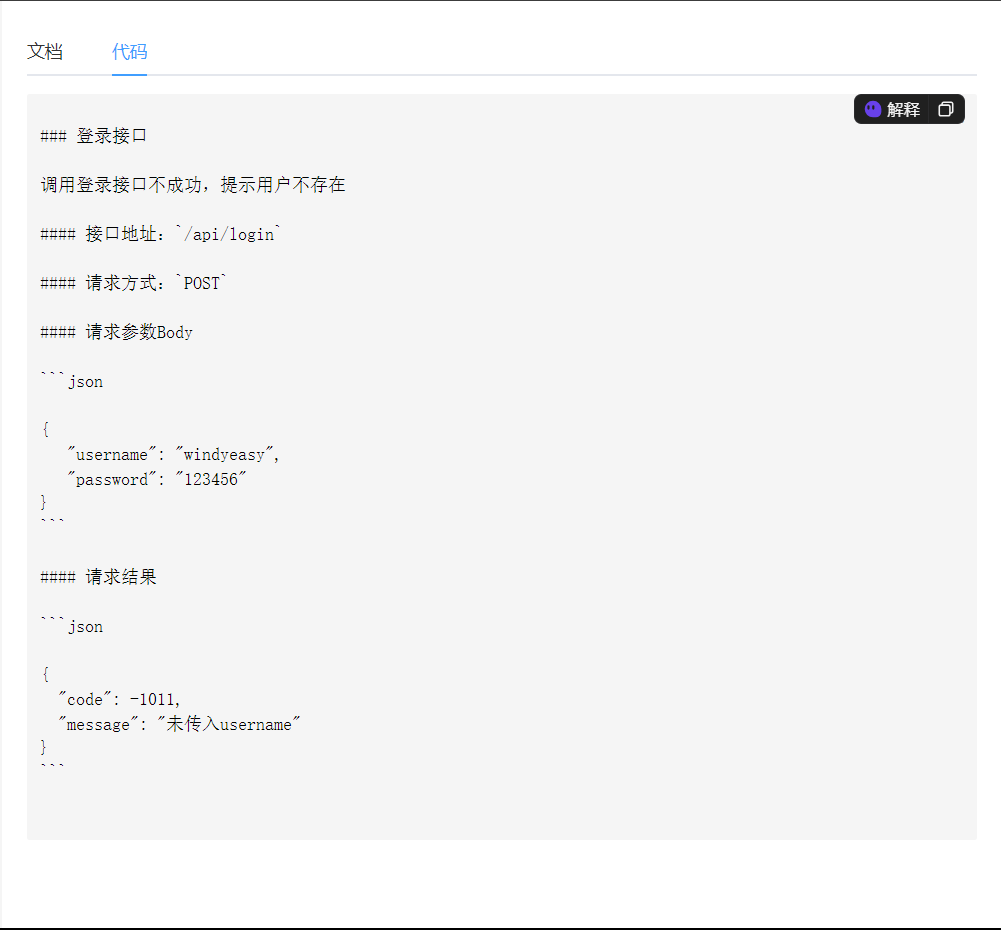 文档 代码
解释
### 登录接口
调用登录接口不成功，提示用户不存在
#### 接口地址：`/api/login`
#### 请求方式：`POST`
#### 请求参数Body
```json
{
"username": "windyeasy",
"password": "123456"
}
```
#### 请求结果
```json
{
"code": -1011,
"message": "未传入username"
}
```